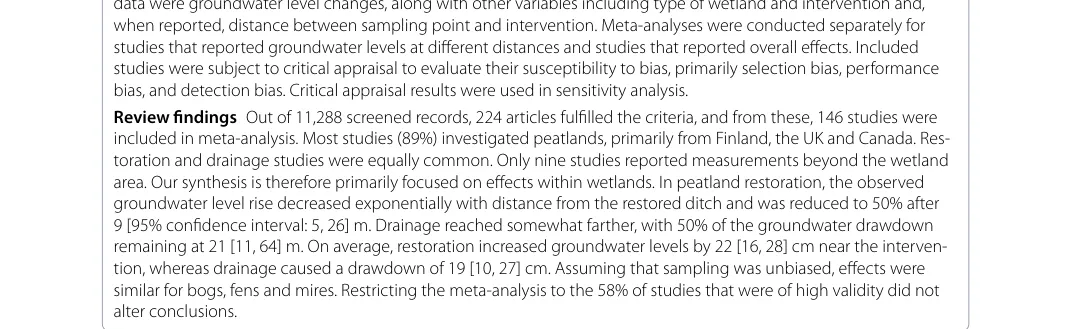 data were groundwater level changes, along with other variables including type of wetland and intervention and,
when reported, distance between sampling point and intervention. Meta-analyses were conducted separately for
studies that reported groundwater levels at different distances and studies that reported overall effects. Included
studies were subject to critical appraisal to evaluate their susceptibility to bias, primarily selection bias, performance
bias, and detection bias. Critical appraisal results were used in sensitivity analysis.
Review findings Out of 11,288 screened records, 224 articles fulfilled the criteria, and from these, 146 studies were
included in meta-analysis. Most studies (89%) investigated peatlands, primarily from Finland, the UK and Canada. Res-
toration and drainage studies were equally common. Only nine studies reported measurements beyond the wetland
area. Our synthesis is therefore primarily focused on effects within wetlands. In peatland restoration, the observed
groundwater level rise decreased exponentially with distance from the restored ditch and was reduced to 50% after
9 [95% confidence interval: 5, 26] m. Drainage reached somewhat farther, with 50% of the groundwater drawdown
remaining at 21 [11, 64] m. On average, restoration increased groundwater levels by 22 [16, 28] cm near the interven-
tion, whereas drainage caused a drawdown of 19 [10, 27] cm. Assuming that sampling was unbiased, effects were
similar for bogs, fens and mires. Restricting the meta-analysis to the 58% of studies that were of high validity did not
alter conclusions.